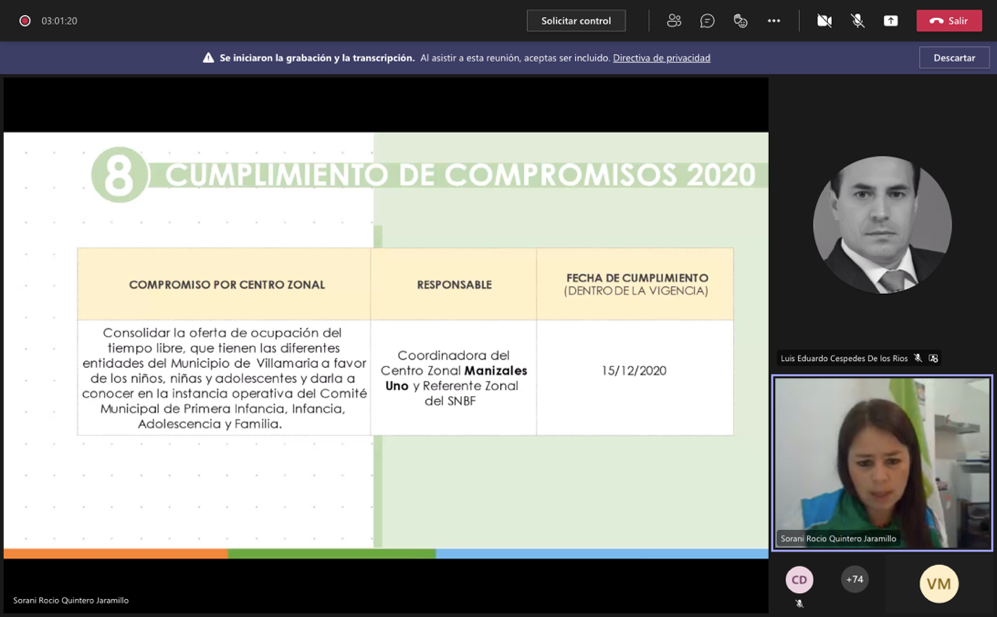 03:01:20
Solicitar control
Salir
Se iniciaron la grabación y la transcripción. Al asistir a esta reunión, aceptas ser incluido. Directiva de privacidad
Descartar
8 CUMPLIMIENTO DE COMPROMISOS 2020
COMPROMISO POR CENTRO ZONAL
RESPONSABLE
FECHA DE CUMPLIMIENTO
(DENTRO DE LA VIGENCIA)
Consolidar la oferta de ocupación del
tiempo libre, que tienen las diferentes
entidades del Municipio de Villamaria a favor
de los niños, niñas y adolescentes y darla a
conocer en la instancia operativa del Comité
Municipal de Primera Infancia, Infancia,
Adolescencia y Familia.
Coordinadora del
Centro Zonal Manizales
Uno y Referente Zonal
del SNBF
15/12/2020
Luis Eduardo Cespedes De los Rios
Sorani Rocio Quintero Jaramillo
CD
+74
VM
Sorani Rocio Quintero Jaramillo